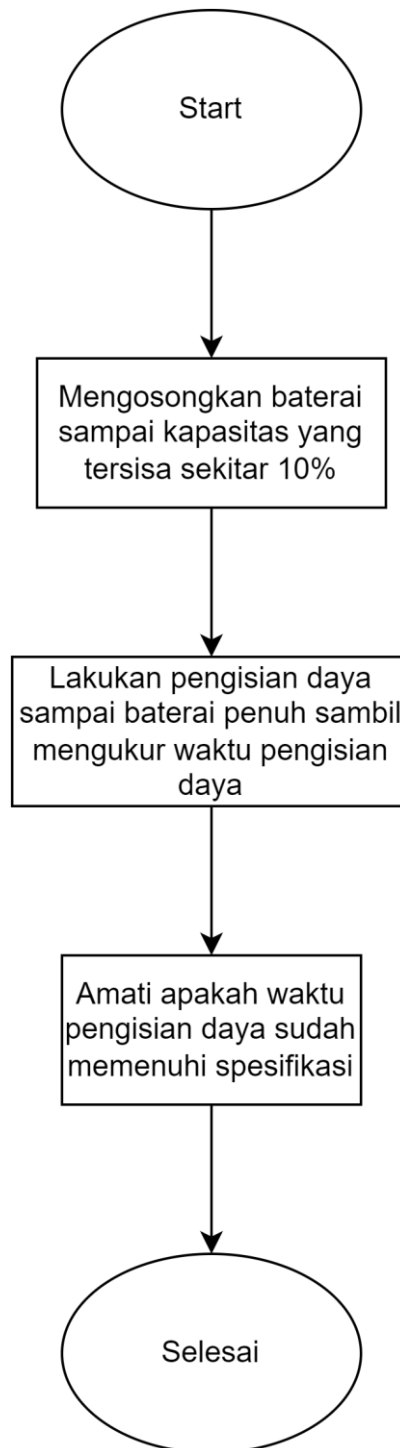 Start
Mengosongkan baterai
sampai kapasitas yang
tersisa sekitar 10%
Lakukan pengisian daya
sampai baterai penuh sambil
mengukur waktu pengisian
daya
Amati apakah waktu
pengisian daya sudah
memenuhi spesifikasi
Selesai